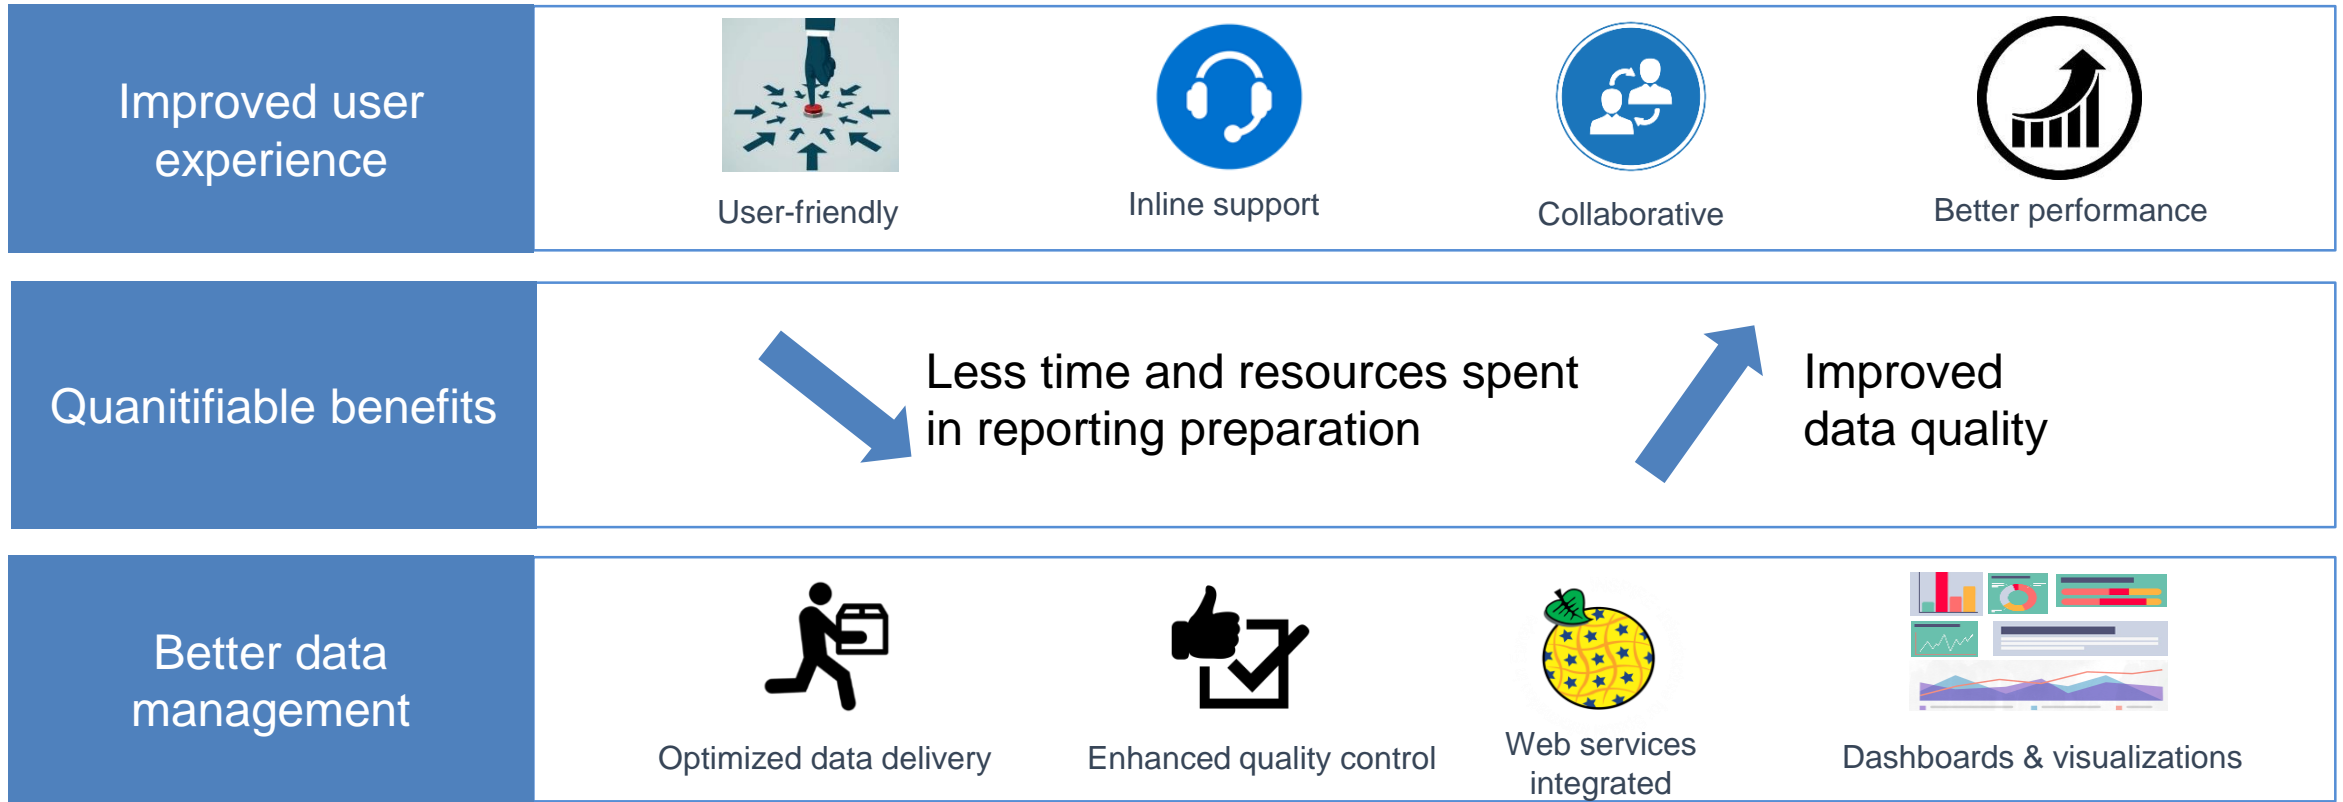 Improved user
experience
User-friendly
Inline support
Collaborative
Better performance
Quanitifiable benefits
Less time and resources spent
in reporting preparation
Improved
data quality
Better data
management
Optimized data delivery
Enhanced quality control
Web services
integrated
Dashboards & visualizations